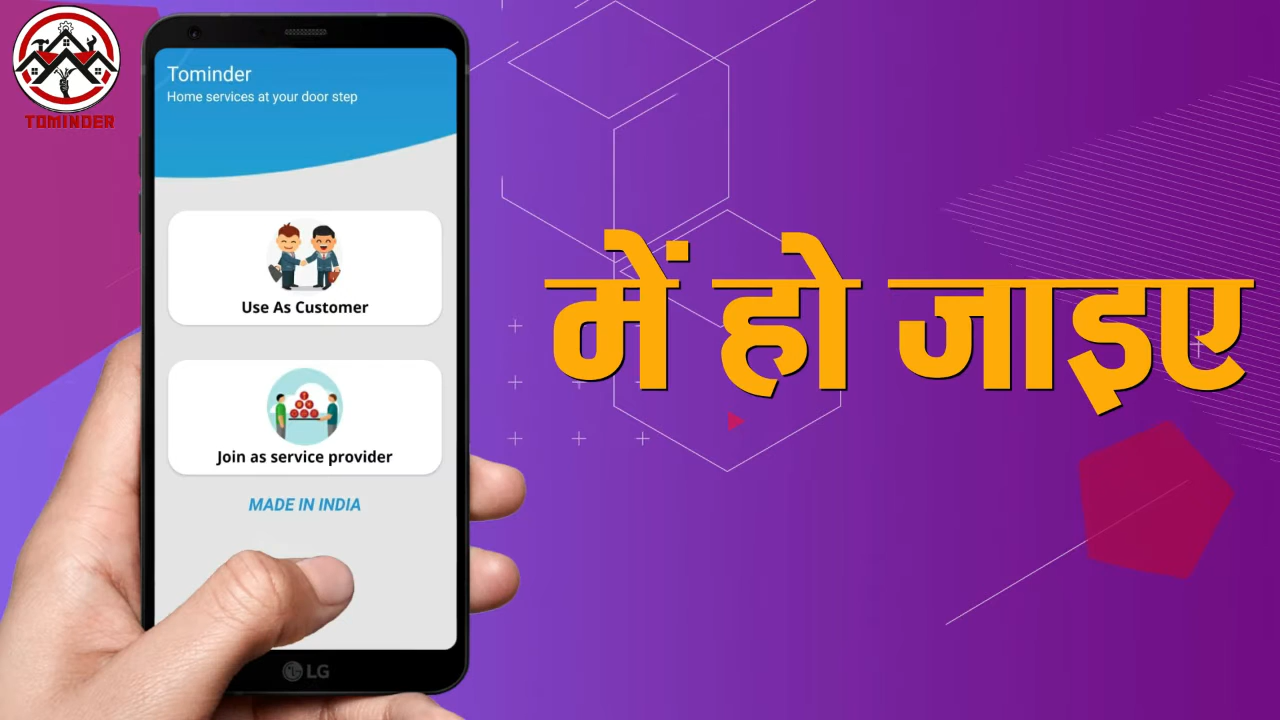 TOMINDER
Tominder
Home services at your door step
Use As Customer
Join as service provider
MADE IN INDIA
LG
में हो जाइए